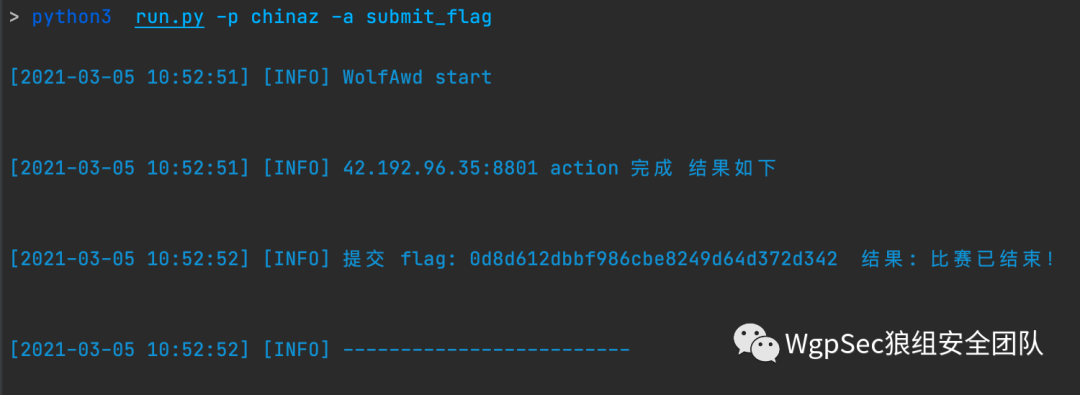 > python3  run.py -p chinaz -a submit_flag
[2021-03-05 10:52:51] [INFO] WolfAwd start
[2021-03-05 10:52:51] [INFO] 42.192.96.35:8801 action 完成 结果如下
[2021-03-05 10:52:52] [INFO] 提交 flag: 0d8d612dbbf986cbe8249d64d372d342  结果: 比赛已结束!
[2021-03-05 10:52:52] [INFO] -------------------------
WgpSec狼组安全团队